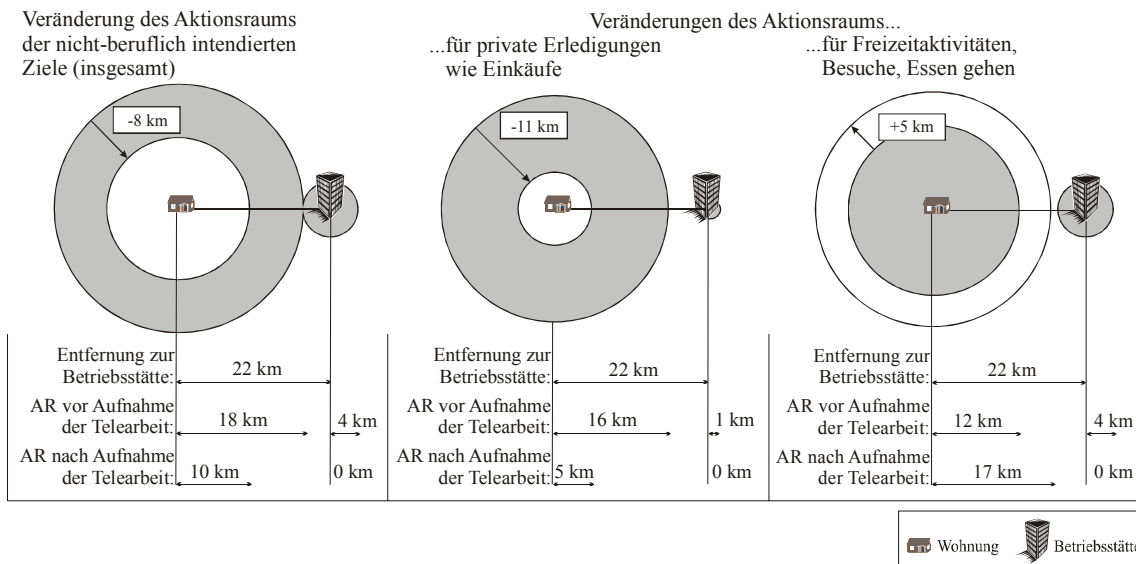 Veränderung des Aktionsraums
der nicht-beruflich intendierten
Ziele (insgesamt)
Veränderungen des Aktionsraums...
...für private Erledigungen
wie Einkäufe
...für Freizeitaktivitäten,
Besuche, Essen gehen
-8 km
-11 km
+5 km
Entfernung zur
Betriebsstätte:
22 km
AR vor Aufnahme
der Telearbeit:
18 km
4 km
AR nach Aufnahme
der Telearbeit:
10 km
0 km
Entfernung zur
Betriebsstätte:
22 km
AR vor Aufnahme
der Telearbeit:
16 km
1 km
AR nach Aufnahme
der Telearbeit:
5 km
0 km
Entfernung zur
Betriebsstätte:
22 km
AR vor Aufnahme
der Telearbeit:
12 km
4 km
AR nach Aufnahme
der Telearbeit:
17 km
0 km
Wohnung
Betriebsstätte